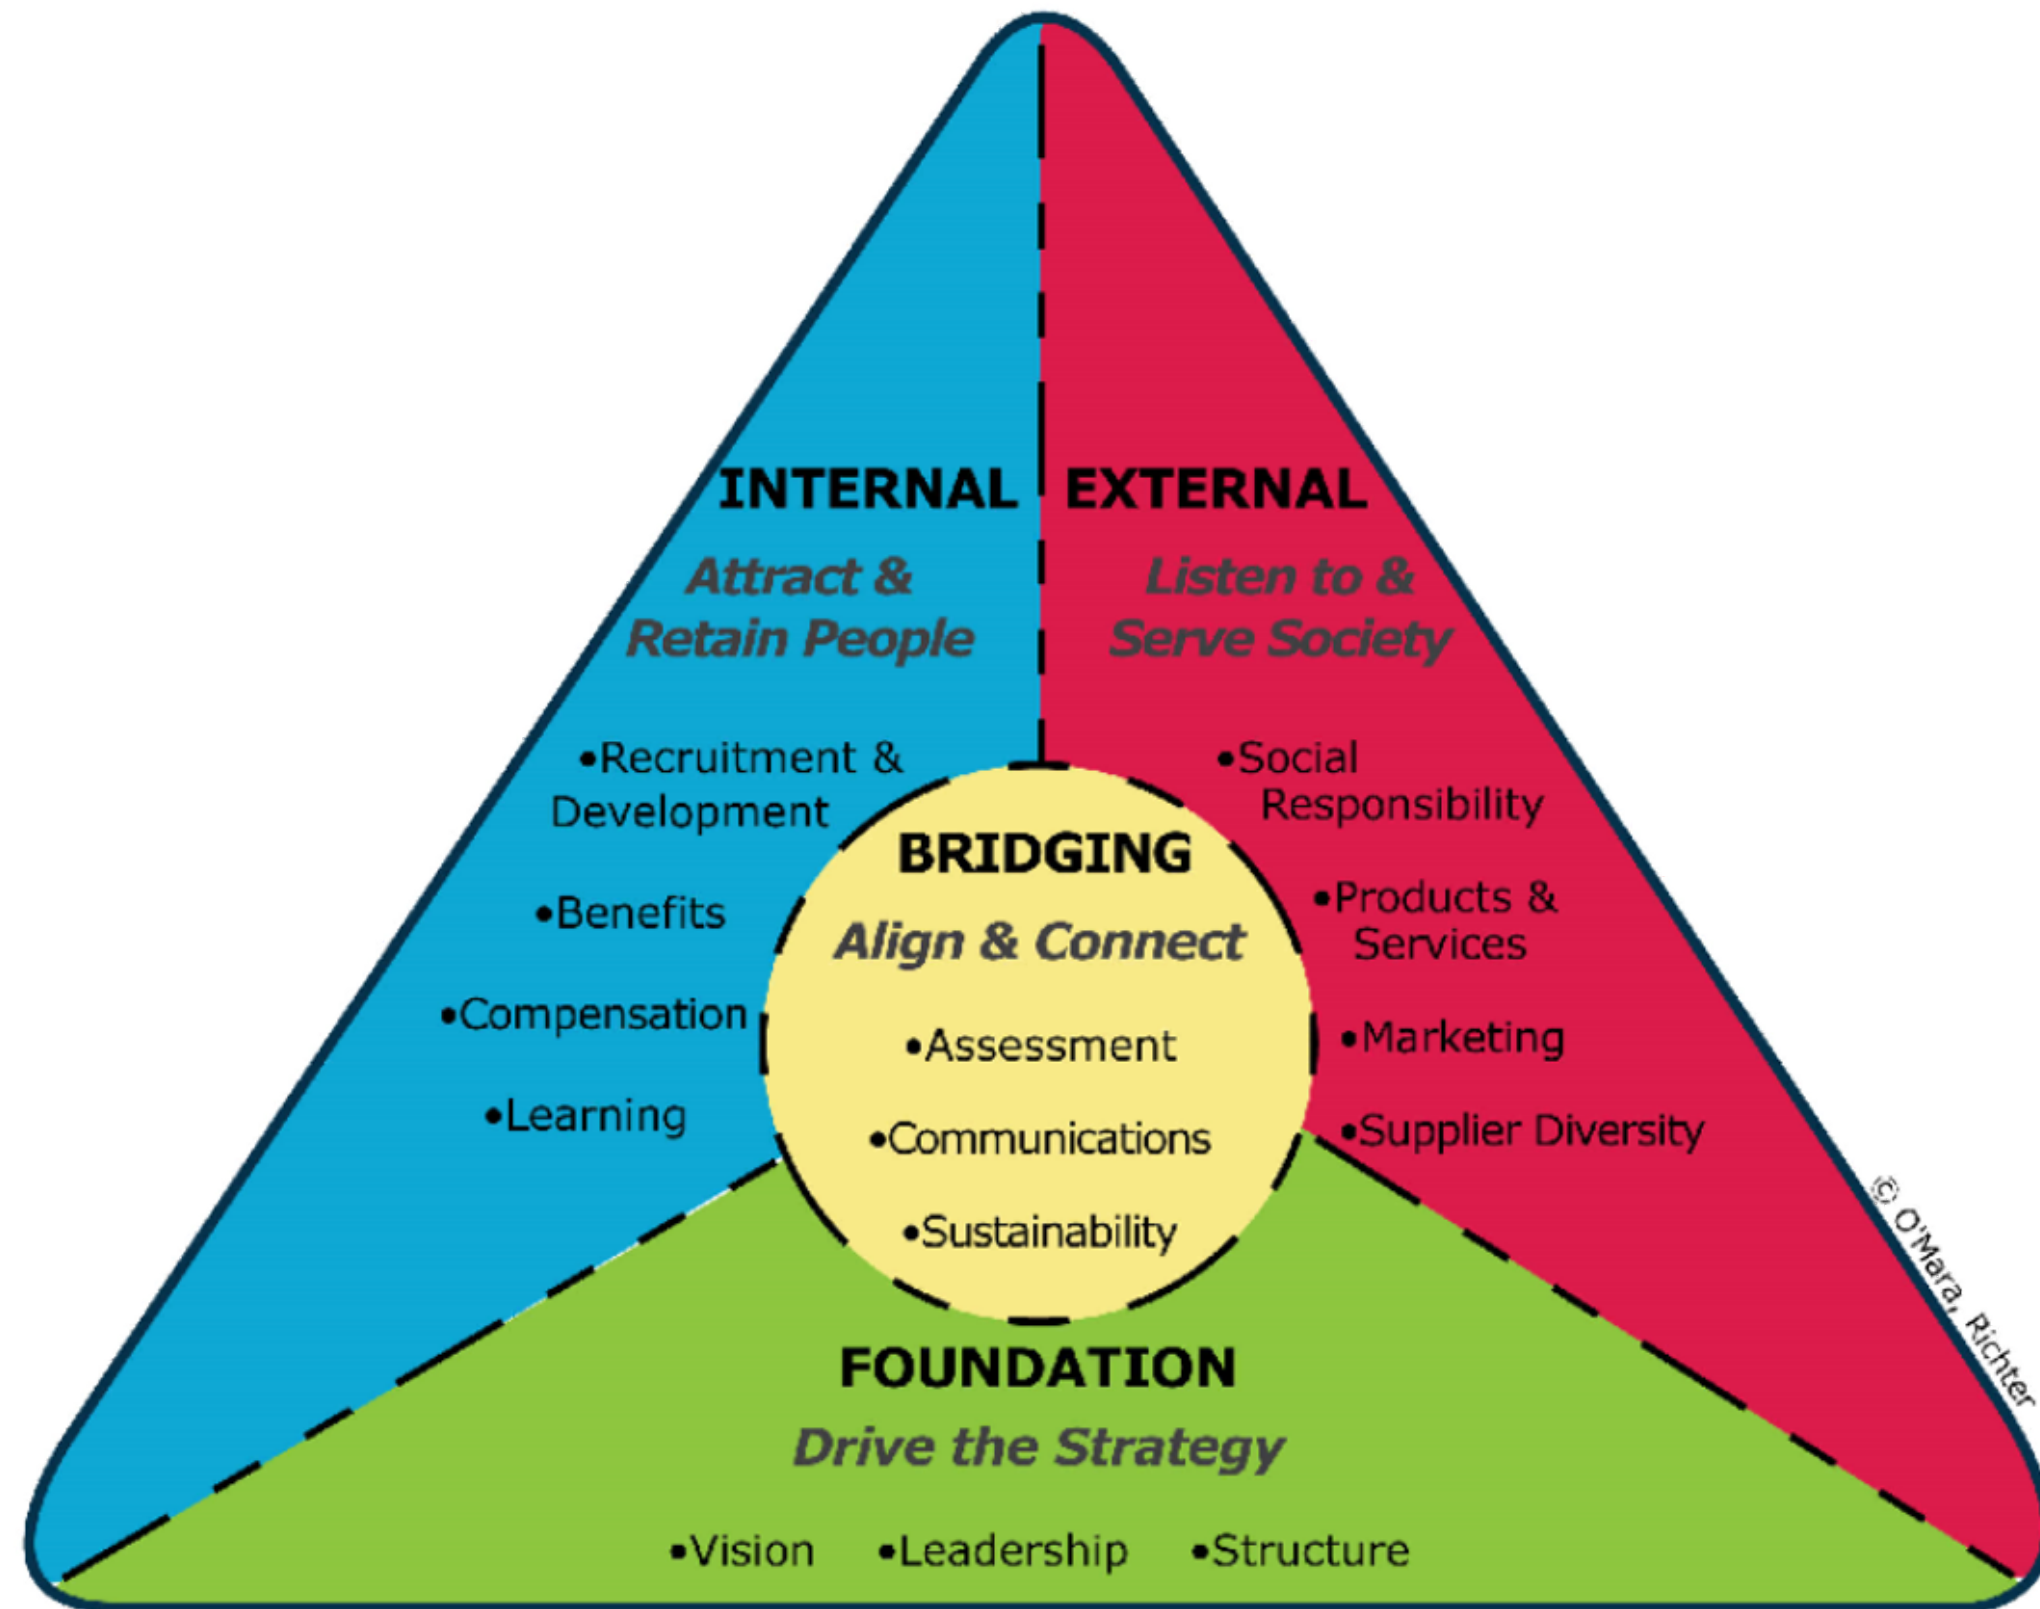 INTERNAL
Attract &
Retain People
•Recruitment &
Development
•Benefits
•Compensation
•Learning
EXTERNAL
Listen to &
Serve Society
•Social
Responsibility
•Products &
Services
•Marketing
•Supplier Diversity
BRIDGING
Align & Connect
•Assessment
•Communications
•Sustainability
FOUNDATION
Drive the Strategy
•Vision •Leadership •Structure
© O'Mara, Richter